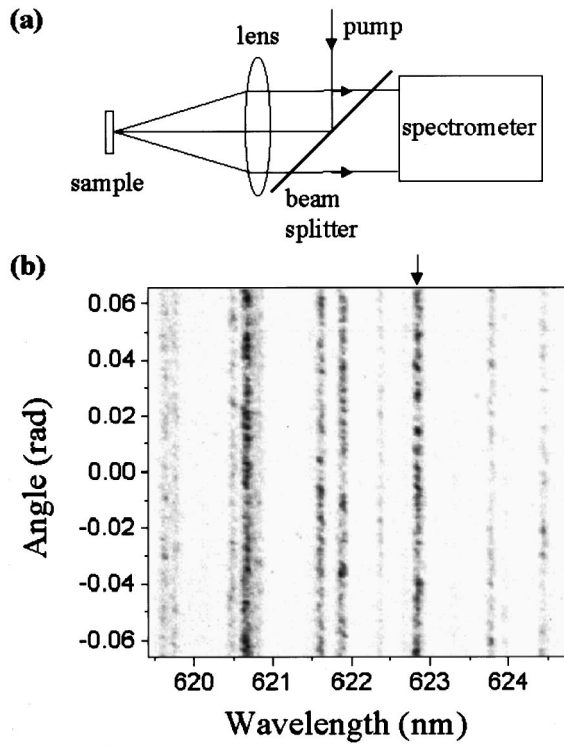 (a)
lens
pump
spectrometer
sample
beam
splitter
(b)
0.06
0.04
0.02
0.00
-0.02
-0.04
-0.06
Angle (rad)
620 621 622 623 624
Wavelength (nm)